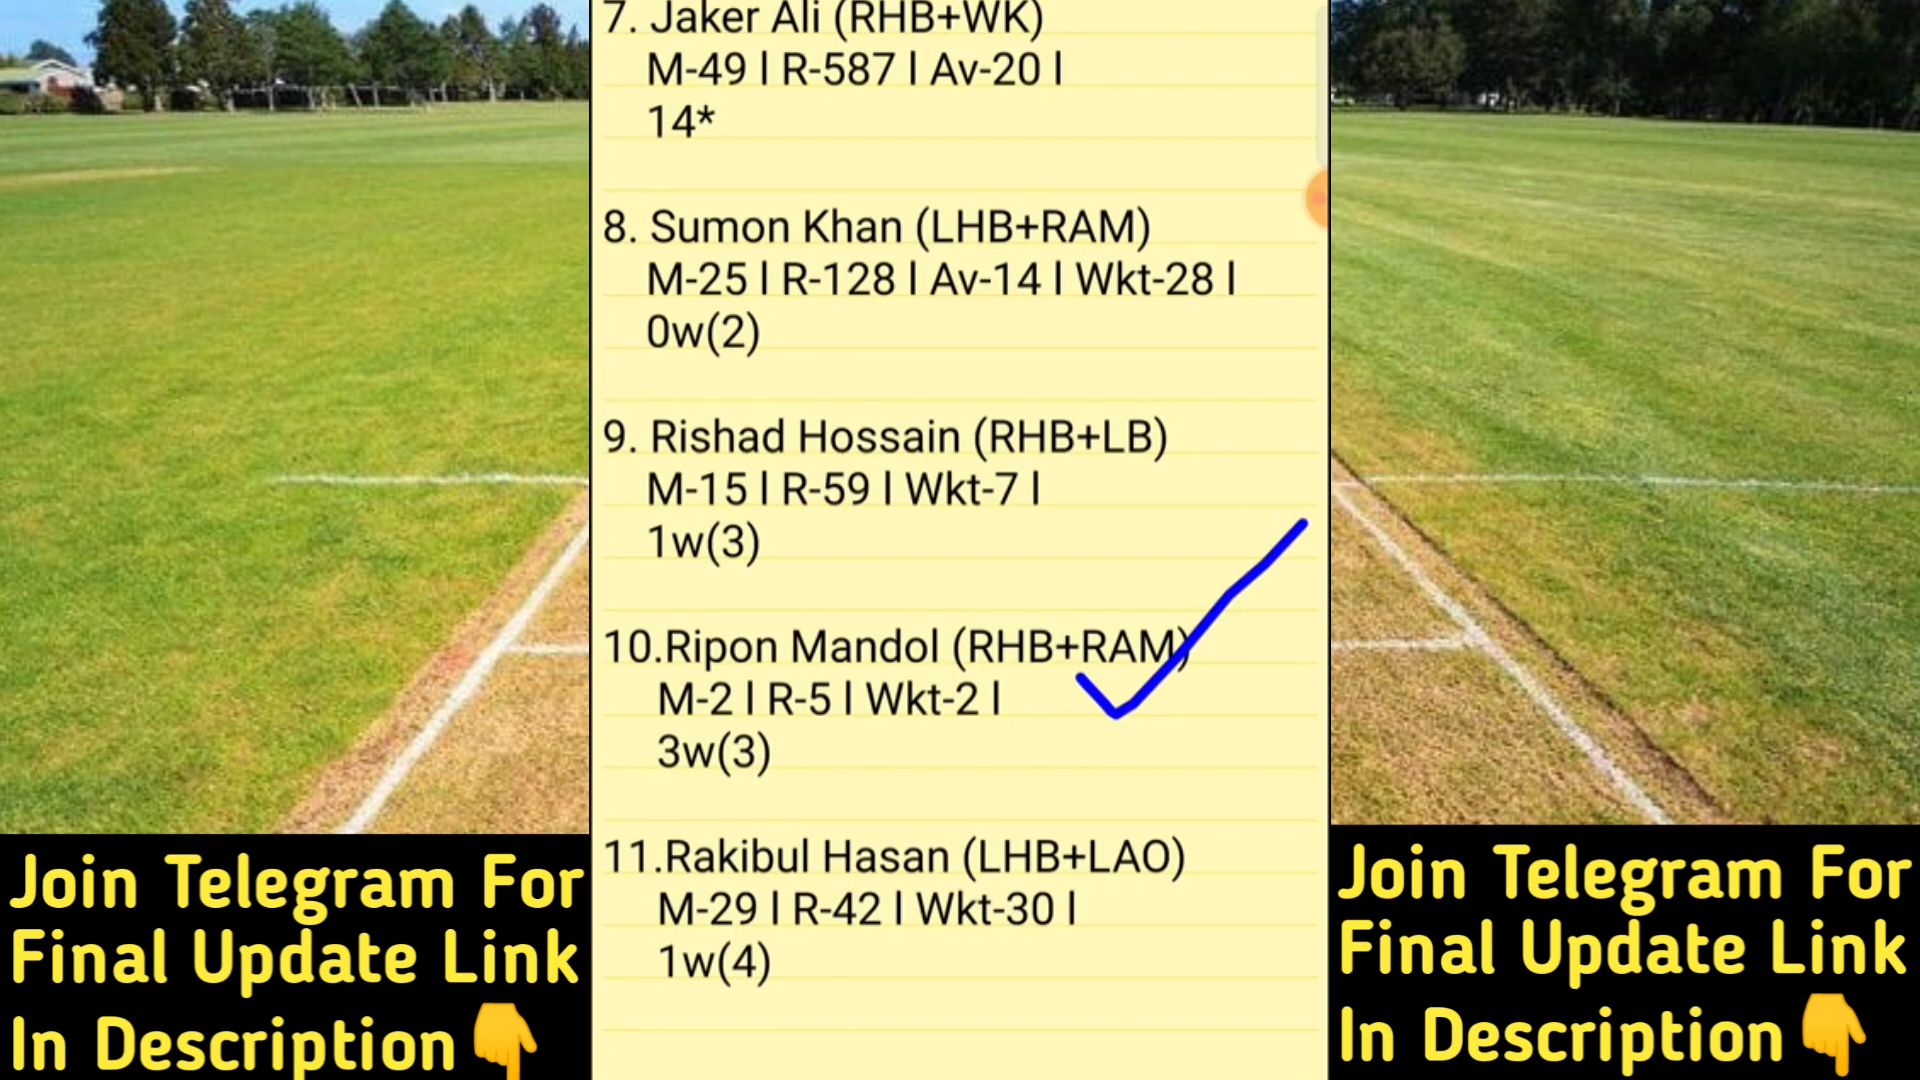 7. Jaker Ali (RHB+WK)
M-49 | R-587 | Av-20 |
14*
8. Sumon Khan (LHB+RAM)
M-25 | R-128 | Av-14 | Wkt-28 |
0w(2)
9. Rishad Hossain (RHB+LB)
M-15 | R-59 | Wkt-7 |
1w(3)
10.Ripon Mandol (RHB+RAM)
M-2 | R-5 | Wkt-2 |
3w(3)
11.Rakibul Hasan (LHB+LAO)
M-29 | R-42 | Wkt-30 |
1w(4)
Join Telegram For
Final Update Link
In Description👇
Join Telegram For
Final Update Link
In Description👇